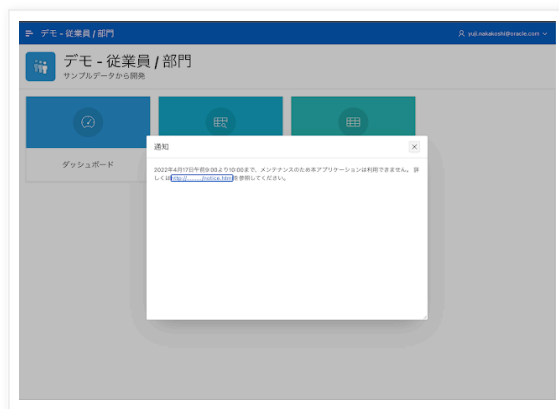 デモ - 従業員 / 部門
yuji.nakakoshi@oracle.com
デモ - 従業員 / 部門
サンプルデータから開発
通知
2022年4月17日午前9:00より10:00まで、メンテナンスのため本アプリケーションは利用できません。 詳
しくはhttp://........./notice.htmlを参照してください。
ダッシュボード